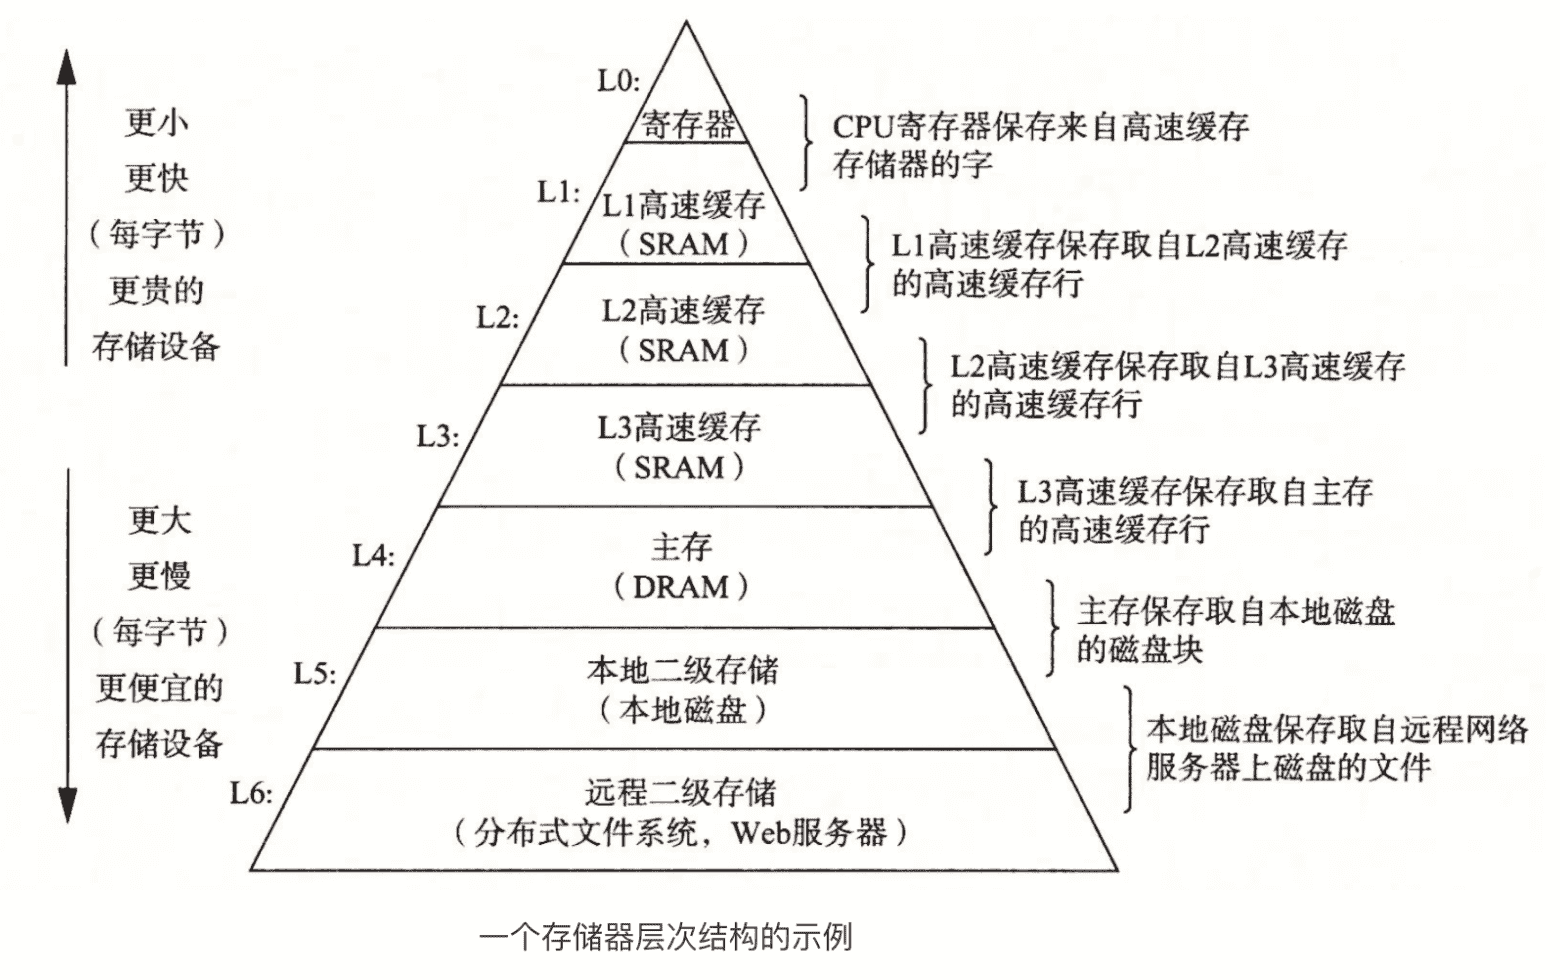 更小
更快
（每字节）
更贵的
存储设备
更大
更慢
（每字节）
更便宜的
存储设备
L0:
寄存器
CPU寄存器保存来自高速缓存
存储器的字
L1:
L1高速缓存
（SRAM）
L1高速缓存保存取自L2高速缓存
的高速缓存行
L2:
L2高速缓存
（SRAM）
L2高速缓存保存取自L3高速缓存
的高速缓存行
L3:
L3高速缓存
（SRAM）
L3高速缓存保存取自主存
的高速缓存行
L4:
主存
（DRAM）
主存保存取自本地磁盘
的磁盘块
L5:
本地二级存储
（本地磁盘）
本地磁盘保存取自远程网络
服务器上磁盘的文件
L6:
远程二级存储
（分布式文件系统，Web服务器）
一个存储器层次结构的示例